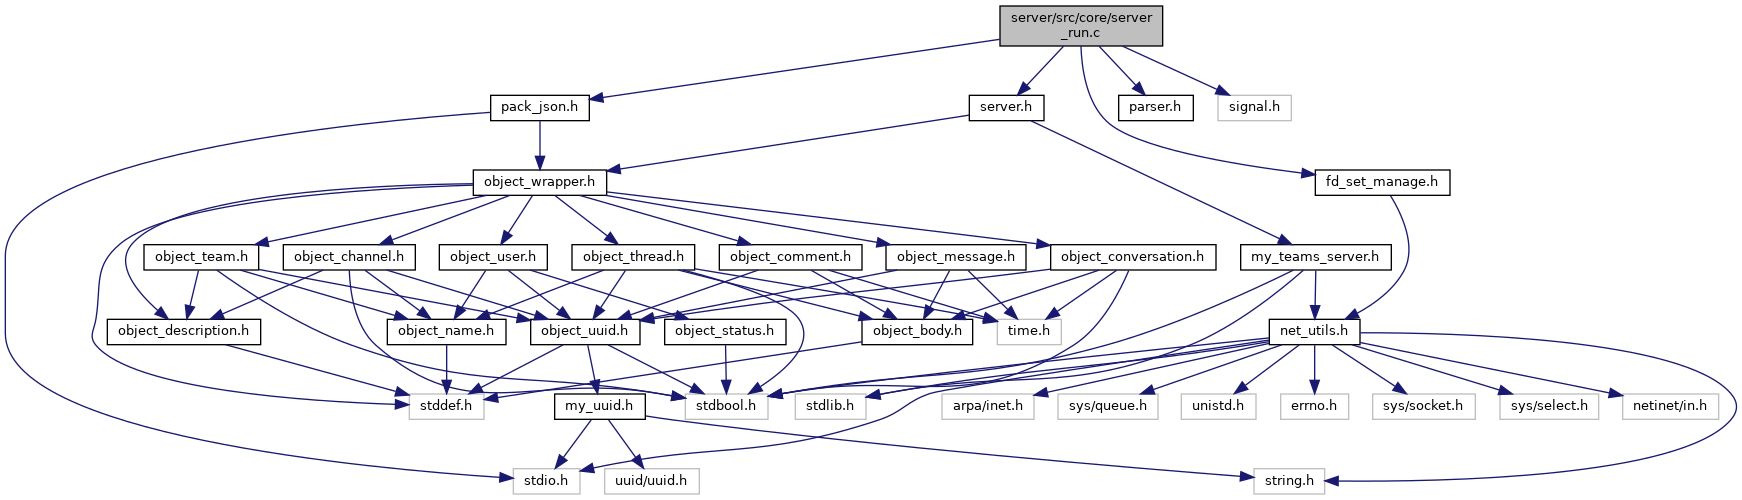 server/src/core/server
_run.c
pack_json.h
server.h
parser.h
signal.h
object_wrapper.h
fd_set_manage.h
object_team.h
object_channel.h
object_user.h
object_thread.h
object_comment.h
object_message.h
object_conversation.h
my_teams_server.h
object_description.h
object_name.h
object_uuid.h
object_status.h
object_body.h
time.h
net_utils.h
stddef.h
my_uuid.h
stdbool.h
stdlib.h
arpa/inet.h
sys/queue.h
unistd.h
errno.h
sys/socket.h
sys/select.h
netinet/in.h
stdio.h
uuid/uuid.h
string.h